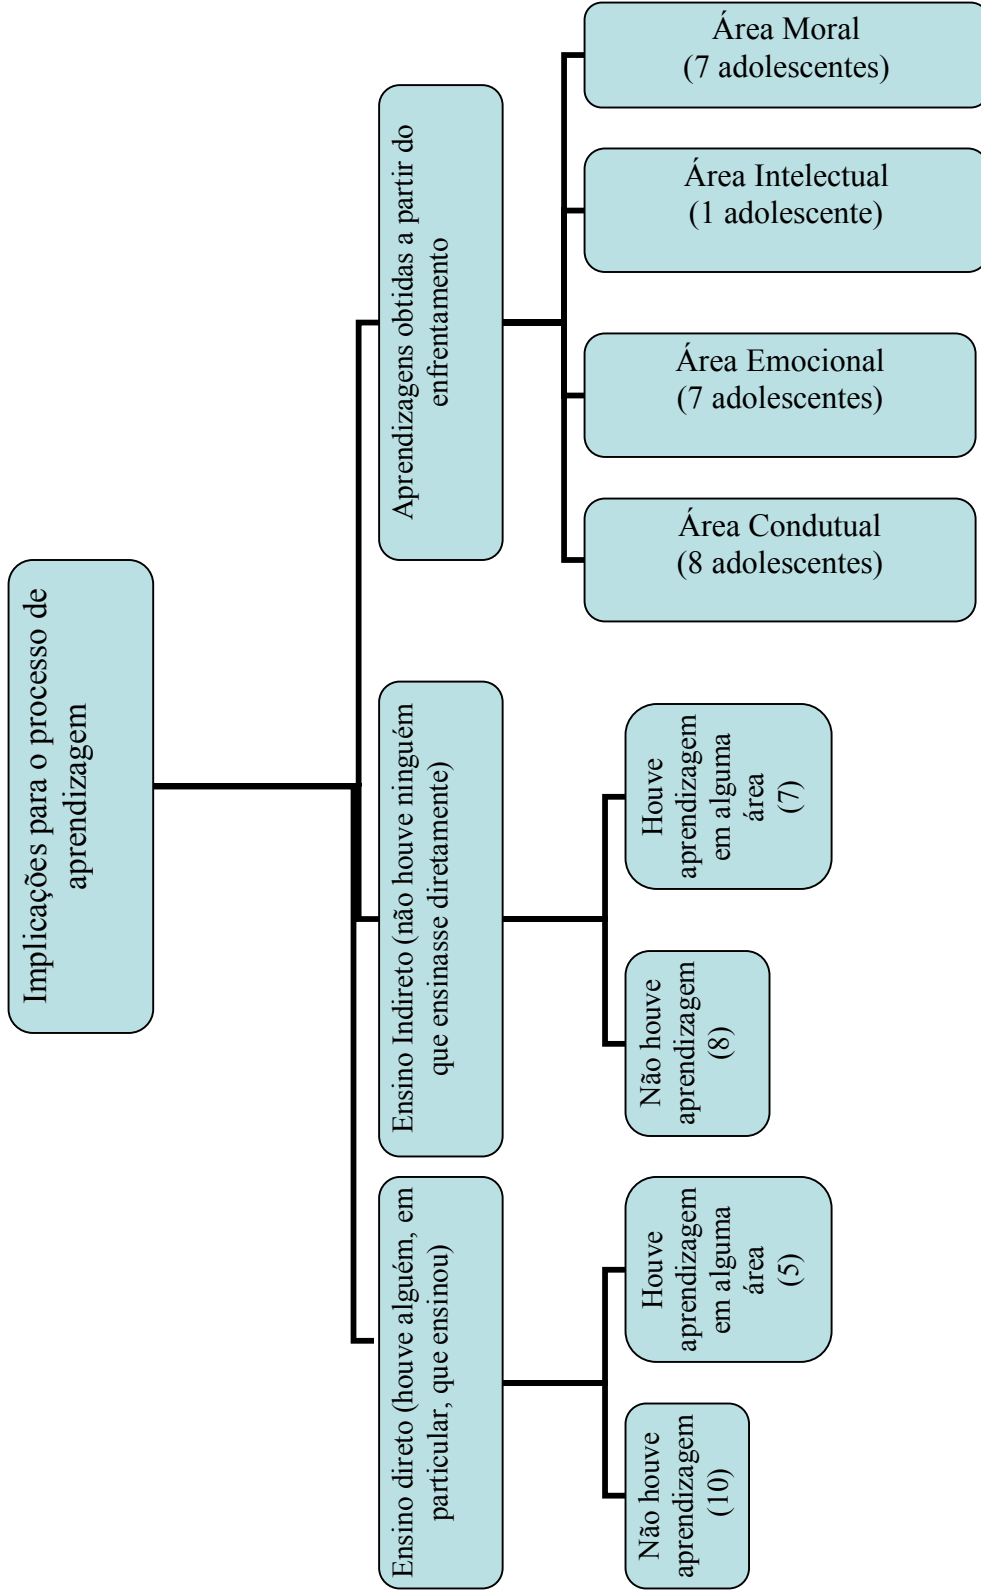 Implicações para o processo de
aprendizagem
Ensino direto (houve alguém, em
particular, que ensinou)
Não houve
aprendizagem
(10)
Houve
aprendizagem
em alguma
área
(5)
Ensino Indireto (não houve ninguém
que ensinasse diretamente)
Não houve
aprendizagem
(8)
Houve
aprendizagem
em alguma
área
(7)
Aprendizagens obtidas a partir do
enfrentamento
Área Condutual
(8 adolescentes)
Área Emocional
(7 adolescentes)
Área Intelectual
(1 adolescente)
Área Moral
(7 adolescentes)